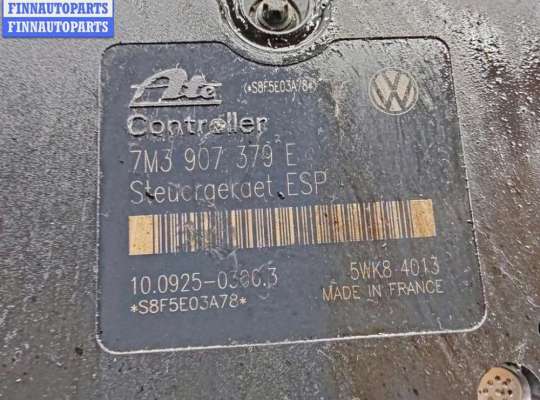 FINNAUTOPARTS
FINNAUTOPARTS
Ate (*S8F5E03A78*)
Controller
7M3 907 379 E
Steuergeraet ESP
10.0925-0300.3 5WK8 4013
*S8F5E03A78* MADE IN FRANCE